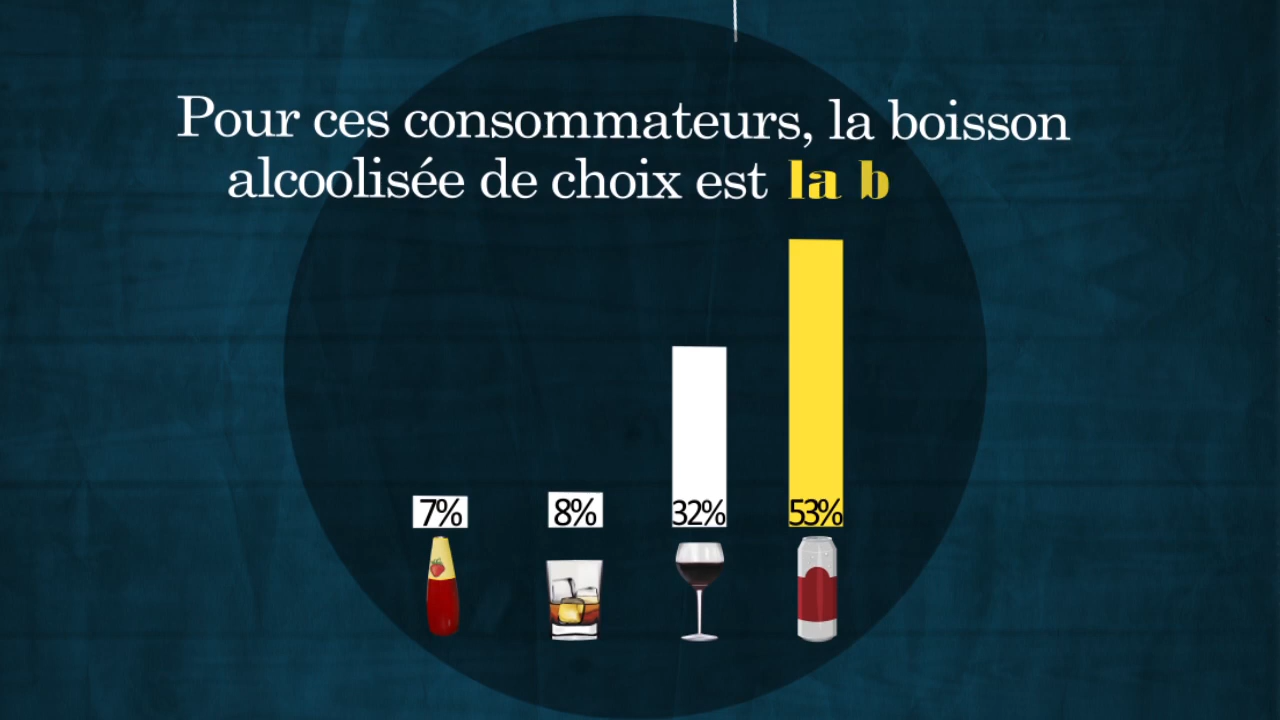 Pour ces consommateurs, la boisson
alcoolisée de choix est la b
7% 8% 32% 53%